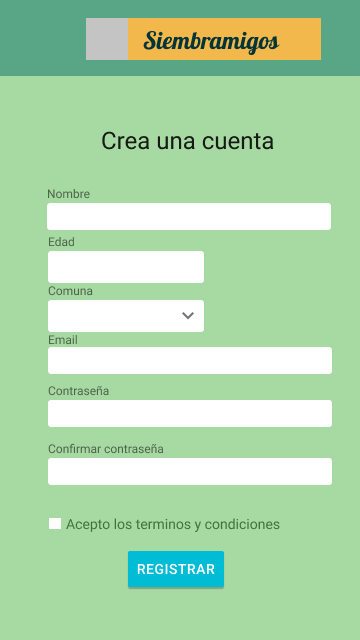 Siembramigos
Crea una cuenta
Nombre
Edad
Comuna
Email
Contraseña
Confirmar contraseña
Acepto los terminos y condiciones
REGISTRAR